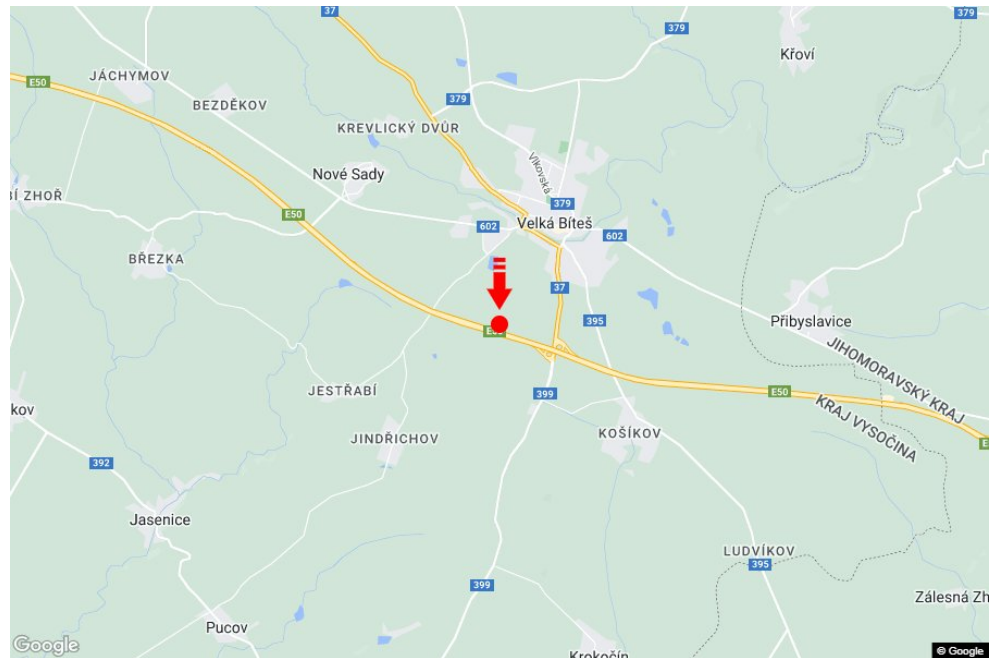 37
379
379
Křoví
E50
JÁCHYMOV
BEZDĚKOV
379
KREVLICKÝ DVŮR
Vlkovská
Nové Sady
379
BÍ ZHOŘ
E50
602
Velká Bíteš
602
BŘEZKA
37
395
Přibyslavice
JIHOMORAVSKÝ KRAJ
KRAJ VYSOČINA
JESTŘABÍ
399
E50
kov
JINDŘICHOV
KOŠÍKOV
392
Jasenice
LUDVÍKOV
395
399
Zálesná Zh
Pucov
Krokočín
Google
© Google